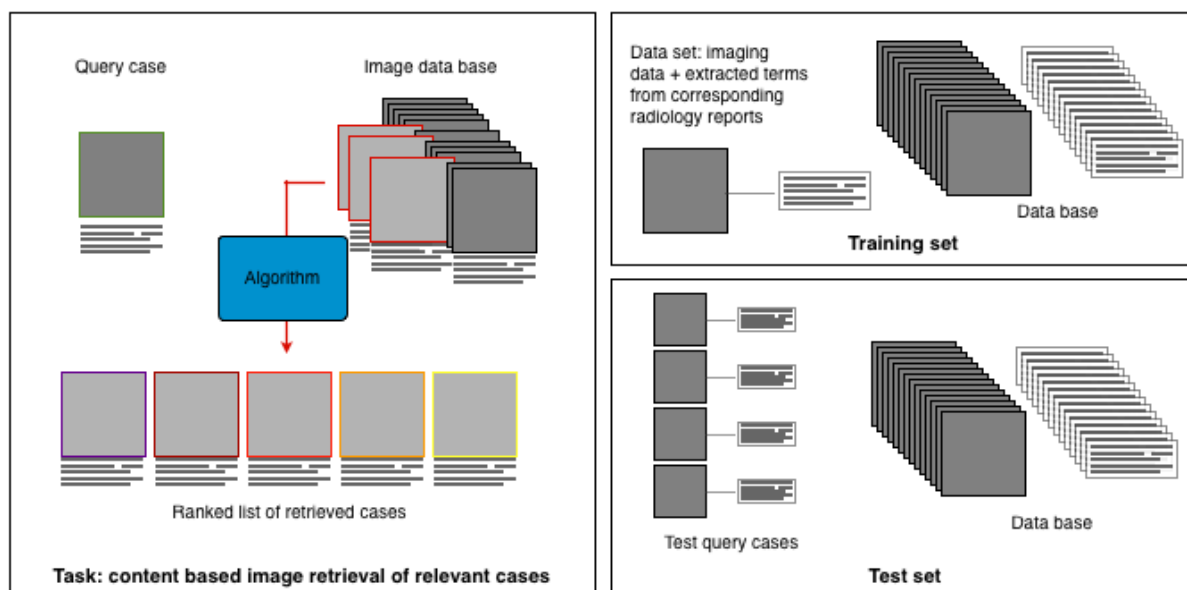 Query case
Image data base
Algorithm
Ranked list of retrieved cases
Task: content based image retrieval of relevant cases
Data set: imaging
data + extracted terms
from corresponding
radiology reports
Data base
Training set
Test query cases
Data base
Test set